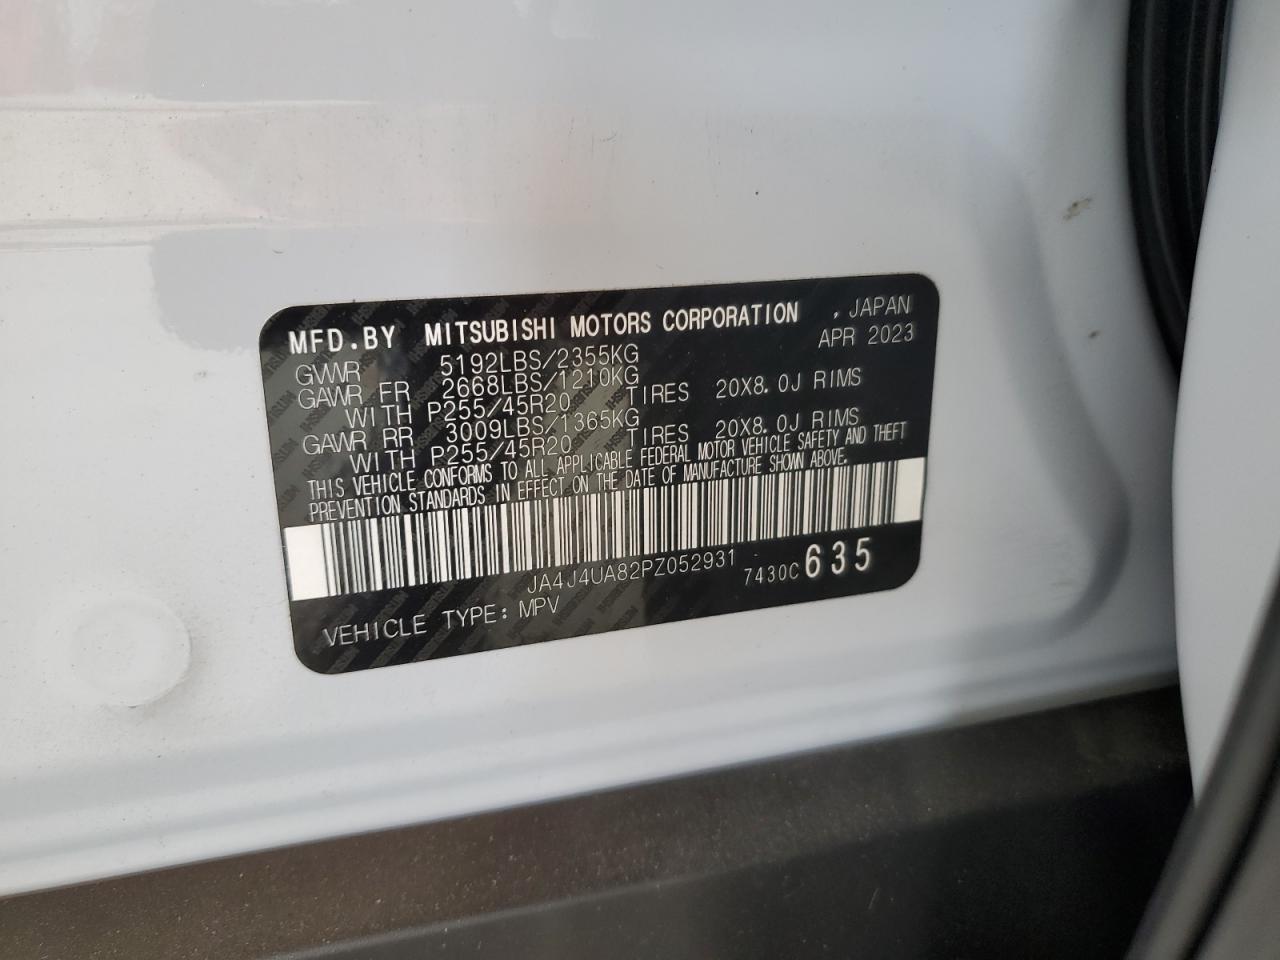 MFD.BY MITSUBISHI MOTORS CORPORATION , JAPAN
APR 2023
GVWR 5192LBS/2355KG
GAWR FR 2668LBS/1210KG
WITH P255/45R20 TIRES 20X8.0J RIMS
GAWR RR 3009LBS/1365KG
WITH P255/45R20 TIRES 20X8.0J RIMS
THIS VEHICLE CONFORMS TO ALL APPLICABLE FEDERAL MOTOR VEHICLE SAFETY AND THEFT
PREVENTION STANDARDS IN EFFECT ON THE DATE OF MANUFACTURE SHOWN ABOVE.
JA4J4UA82PZ052931
7430C635
VEHICLE TYPE: MPV